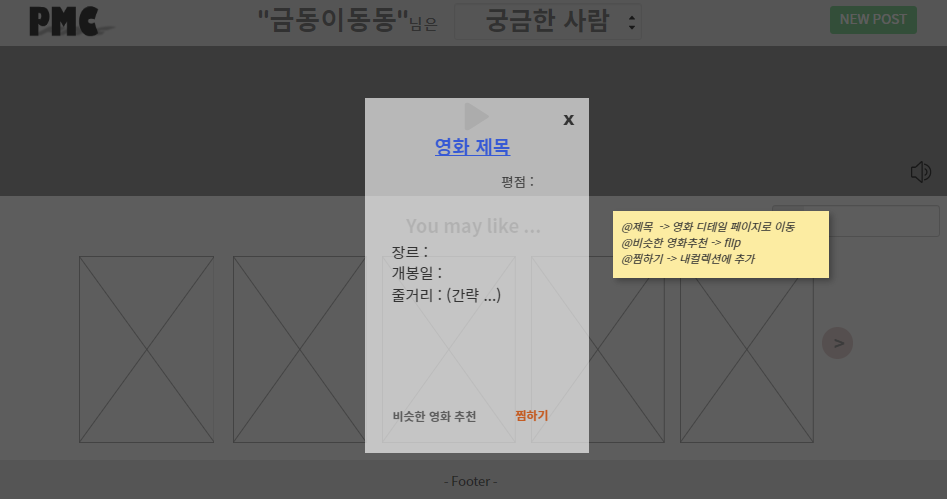 PMC
"금동이동동"님은
궁금한 사람
NEW POST
x
영화 제목
평점 :
You may like ...
장르 :
개봉일 :
줄거리 : (간략 ...)
비슷한 영화 추천
찜하기
@제목 -> 영화 디테일 페이지로 이동
@비슷한 영화추천 -> flip
@찜하기 -> 내컬렉션에 추가
>
- Footer -